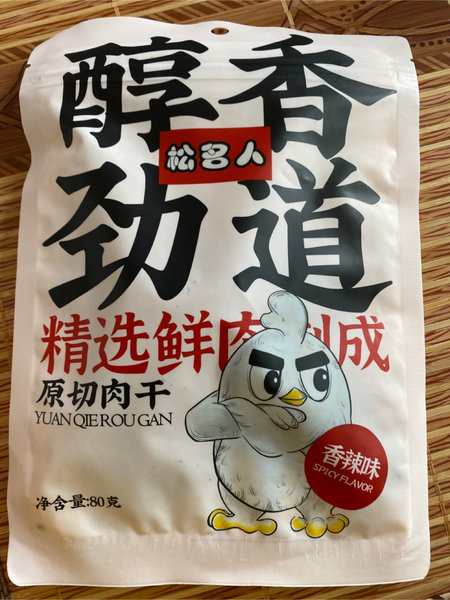 醇香
松名人
劲道
精选鲜肉制成
原切肉干
YUAN QIE ROU GAN
香辣味
SPICY FLAVOR
净含量:80克